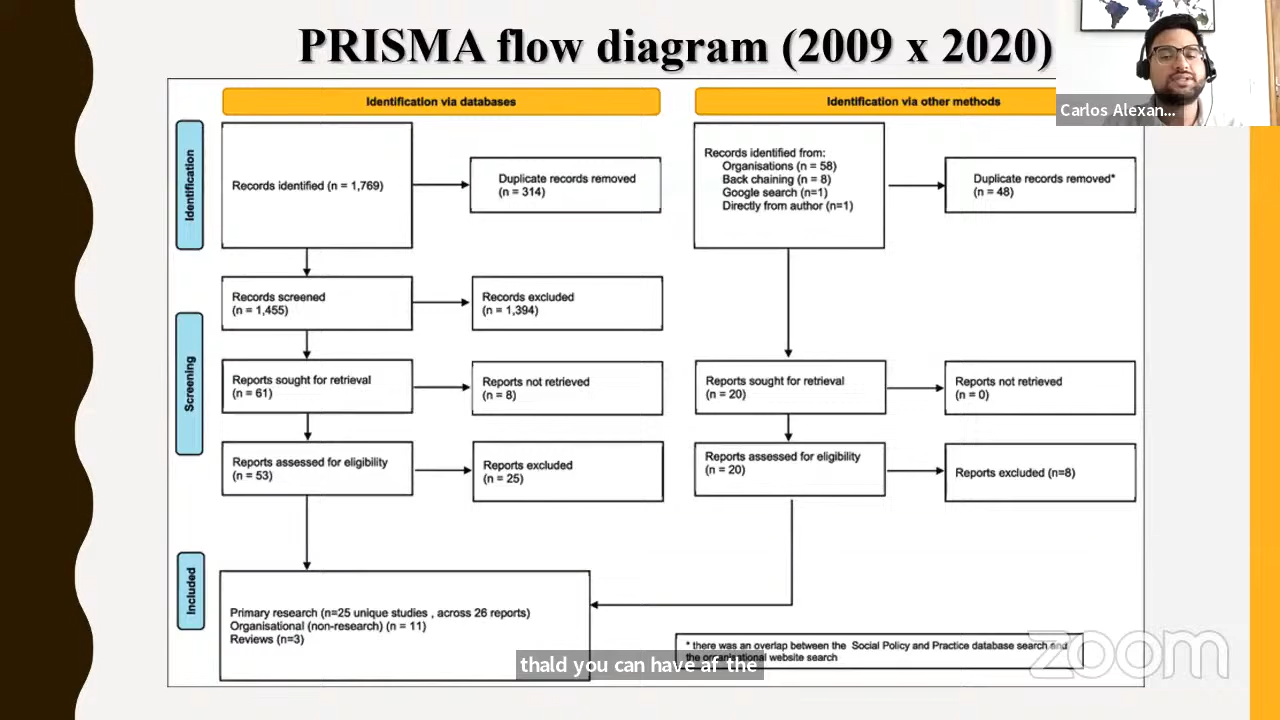 PRISMA flow diagram (2009 x 2020)
Carlos Alexan...
Identification via databases
Identification via other methods
Identification
Records identified (n = 1,769)
Duplicate records removed
(n = 314)
Records identified from:
Organisations (n = 58)
Back chaining (n = 8)
Google search (n=1)
Directly from author (n=1)
Duplicate records removed*
(n = 48)
Screening
Records screened
(n = 1,455)
Records excluded
(n = 1,394)
Reports sought for retrieval
(n = 61)
Reports not retrieved
(n = 8)
Reports sought for retrieval
(n = 20)
Reports not retrieved
(n = 0)
Reports assessed for eligibility
(n = 53)
Reports excluded
(n = 25)
Reports assessed for eligibility
(n = 20)
Reports excluded (n=8)
Included
Primary research (n=25 unique studies , across 26 reports)
Organisational (non-research) (n = 11)
Reviews (n=3)
* there was an overlap between the Social Policy and Practice database search and
the organisational website search
thald you can have af the
zoom